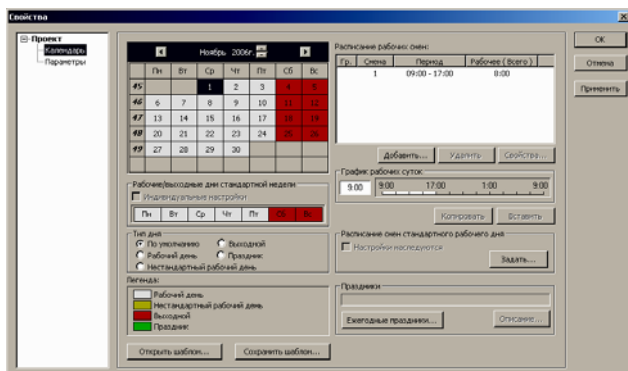 Свойства
Проект
Календарь
Параметры
Ноябрь 2006г.
Пн Вт Ср Чт Пт Сб Вс
45 1 2 3 4 5
46 6 7 8 9 10 11 12
47 13 14 15 16 17 18 19
48 20 21 22 23 24 25 26
49 27 28 29 30
Рабочие/выходные дни стандартной недели
Индивидуальные настройки
Пн Вт Ср Чт Пт Сб Вс
Тип дня
По умолчанию Выходной
Рабочий день Праздник
Нестандартный рабочий день
Легенда:
Рабочий день
Нестандартный рабочий день
Выходной
Праздник
Открыть шаблон... Сохранить шаблон...
Расписание рабочих смен:
Гр. Смена Период Рабочее ( Всего )
1 09:00 - 17:00 8:00
Добавить... Удалить Свойства...
График рабочих суток
9:00 9:00 17:00 1:00 9:00
Копировать Вставить
Расписание смен стандартного рабочего дня
Настройки наследуются
Задать...
Праздники
Ежегодные праздники... Описание...
OK
Отмена
Применить